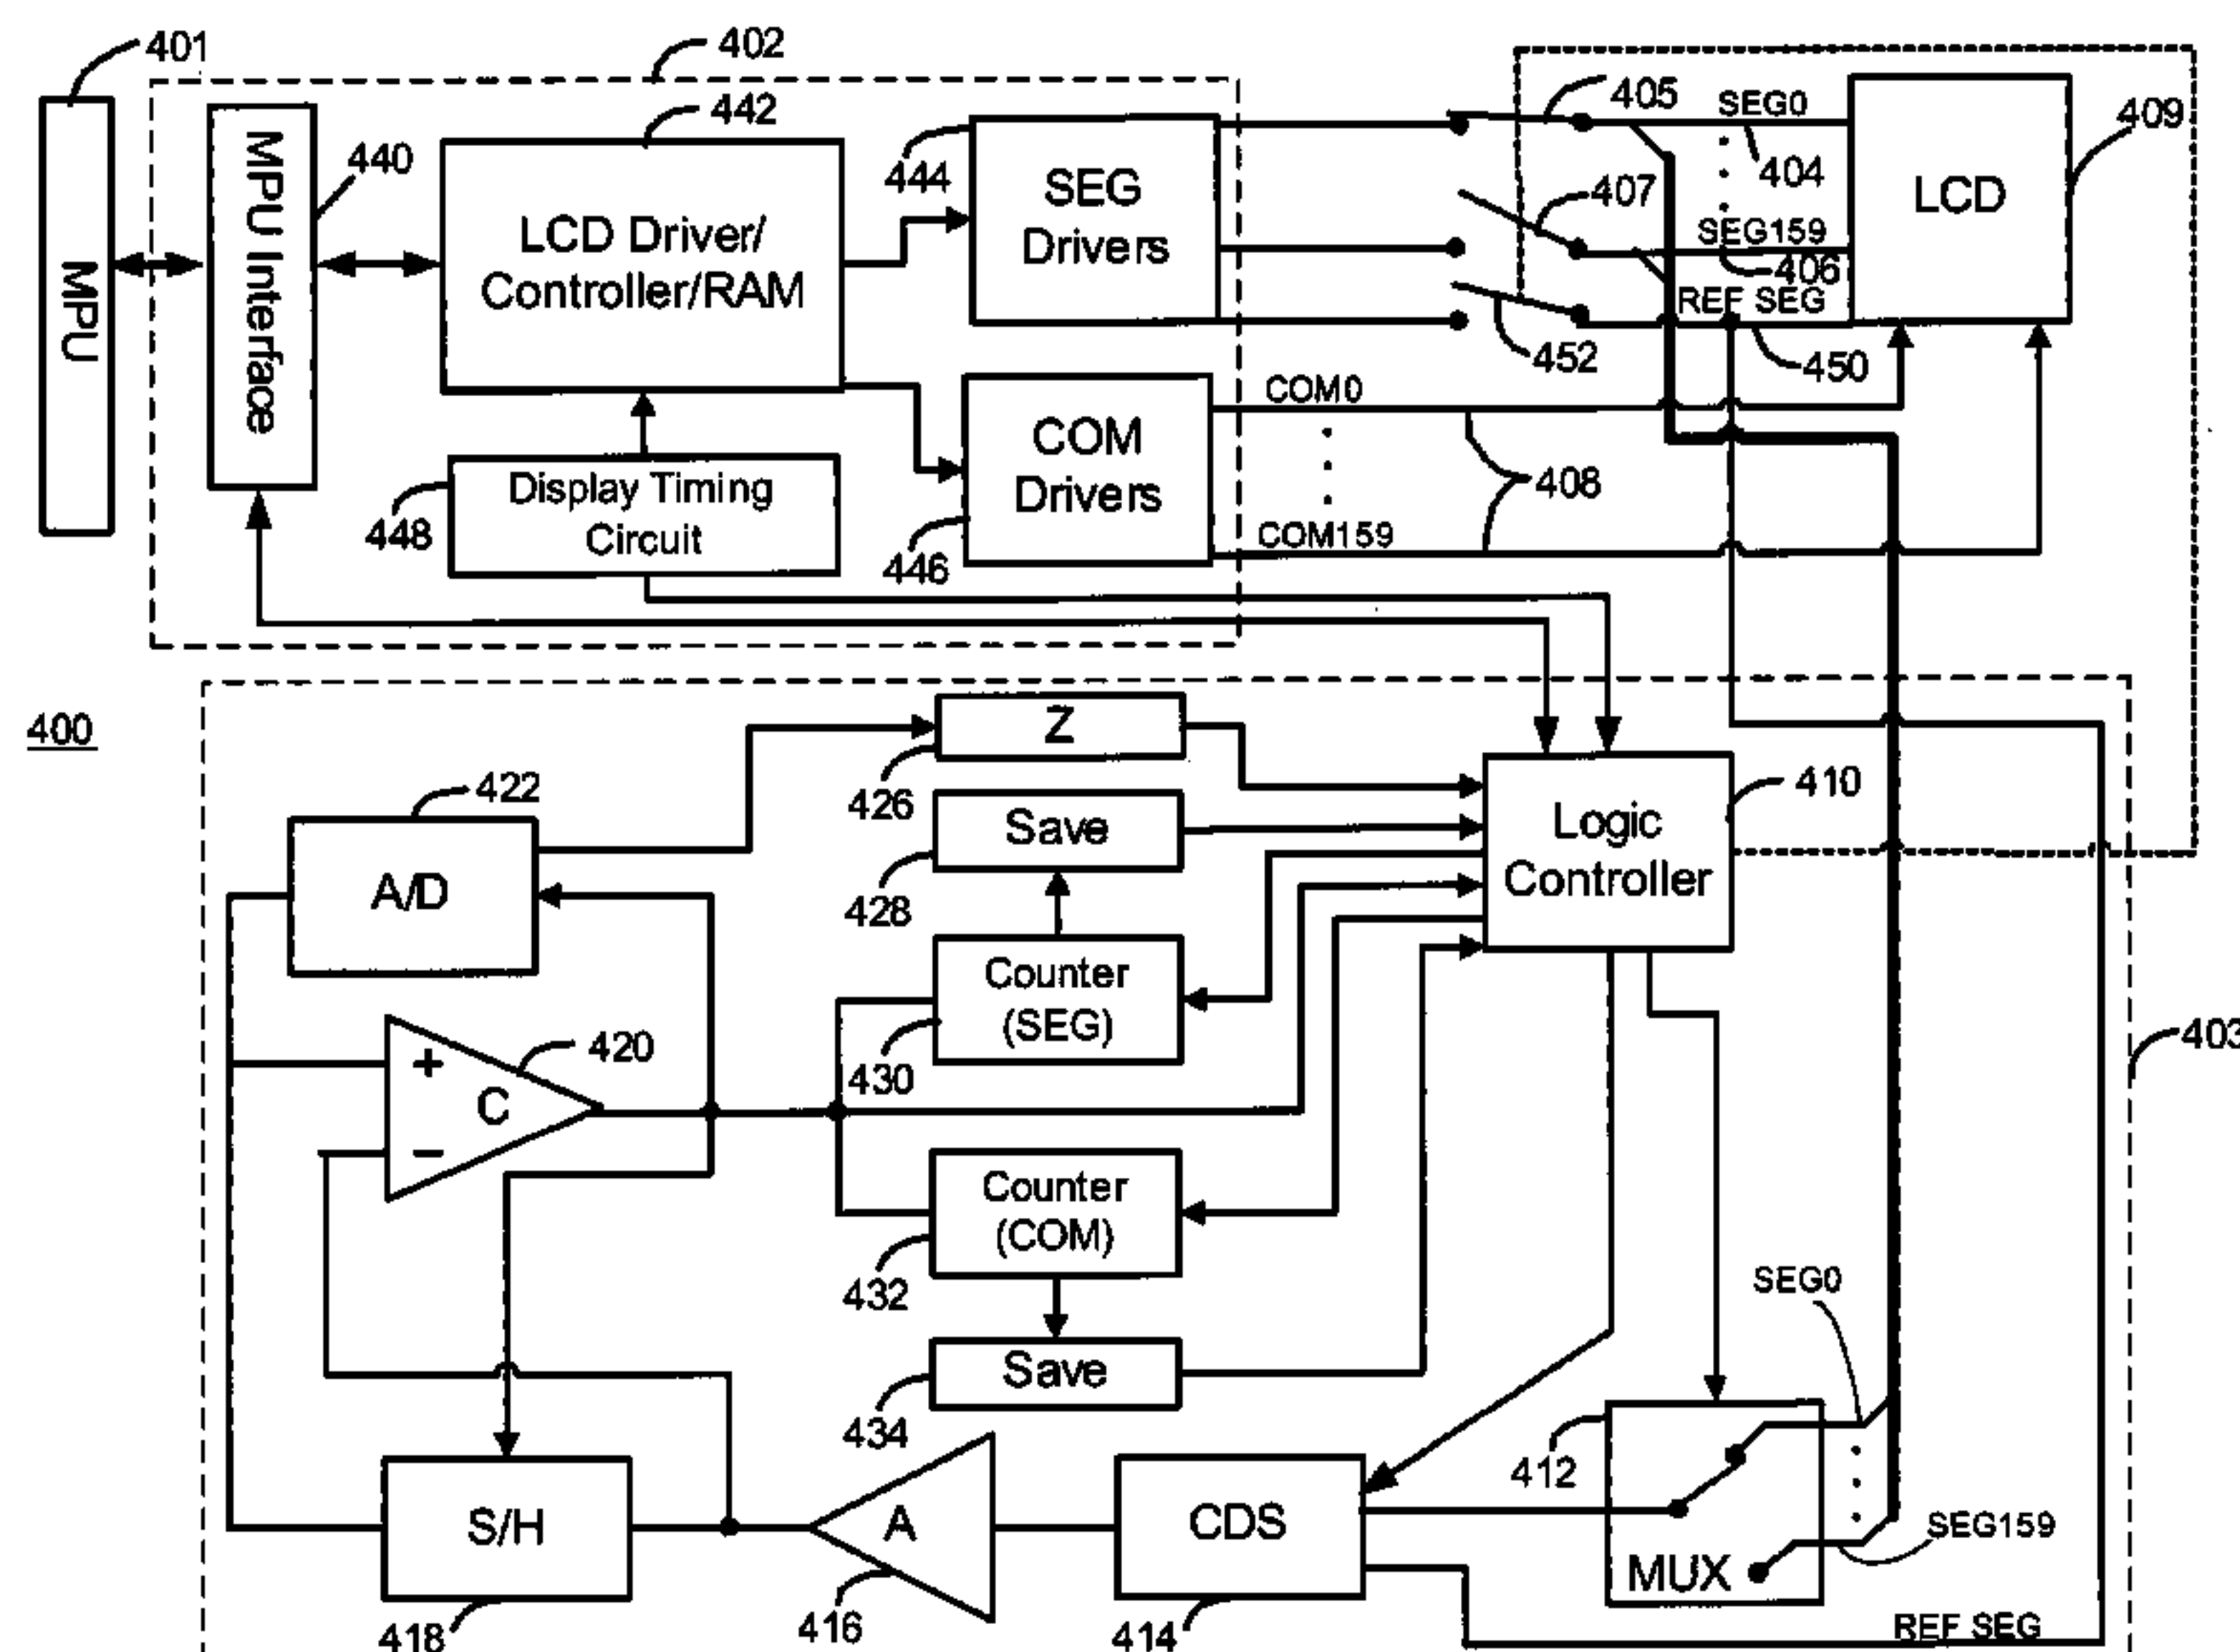 401
402
442
405
SEG0
409
MPU
MPU Interface
440
LCD Driver/
Controller/RAM
444
SEG
Drivers
404
LCD
407
SEG159
406
REF SEG
452
450
COM0
COM
Drivers
408
448
Display Timing
Circuit
446
COM159
400
Z
426
422
410
Save
Logic
Controller
A/D
428
Counter
(SEG)
430
403
+
420
C
−
Counter
(COM)
432
SEG0
Save
434
412
A
S/H
CDS
SEG159
MUX
418
416
414
REF SEG